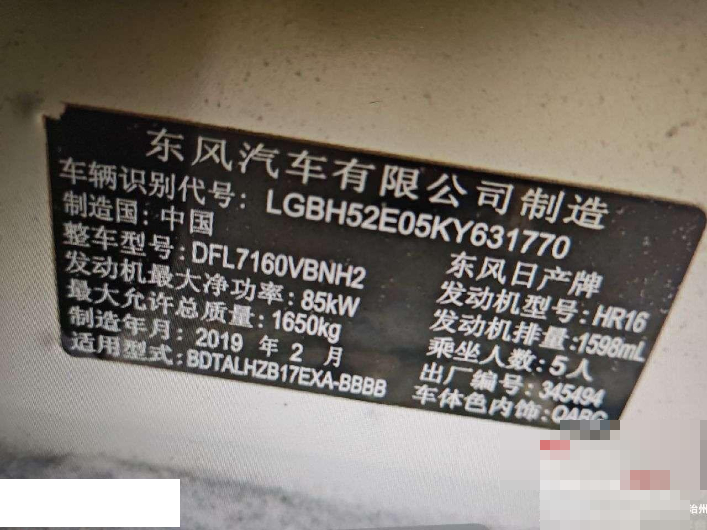 东风汽车有限公司制造
车辆识别代号: LGBH52E05KY631770
制造国: 中国
东风日产牌
整车型号: DFL7160VBNH2
发动机型号: HR16
发动机最大净功率: 85kW
发动机排量: 1598mL
最大允许总质量: 1650kg
乘坐人数: 5人
制造年月: 2019 年 2 月
出厂编号: 345494
适用型式: BDTALHZB17EXA-BBBB
车体色内饰: